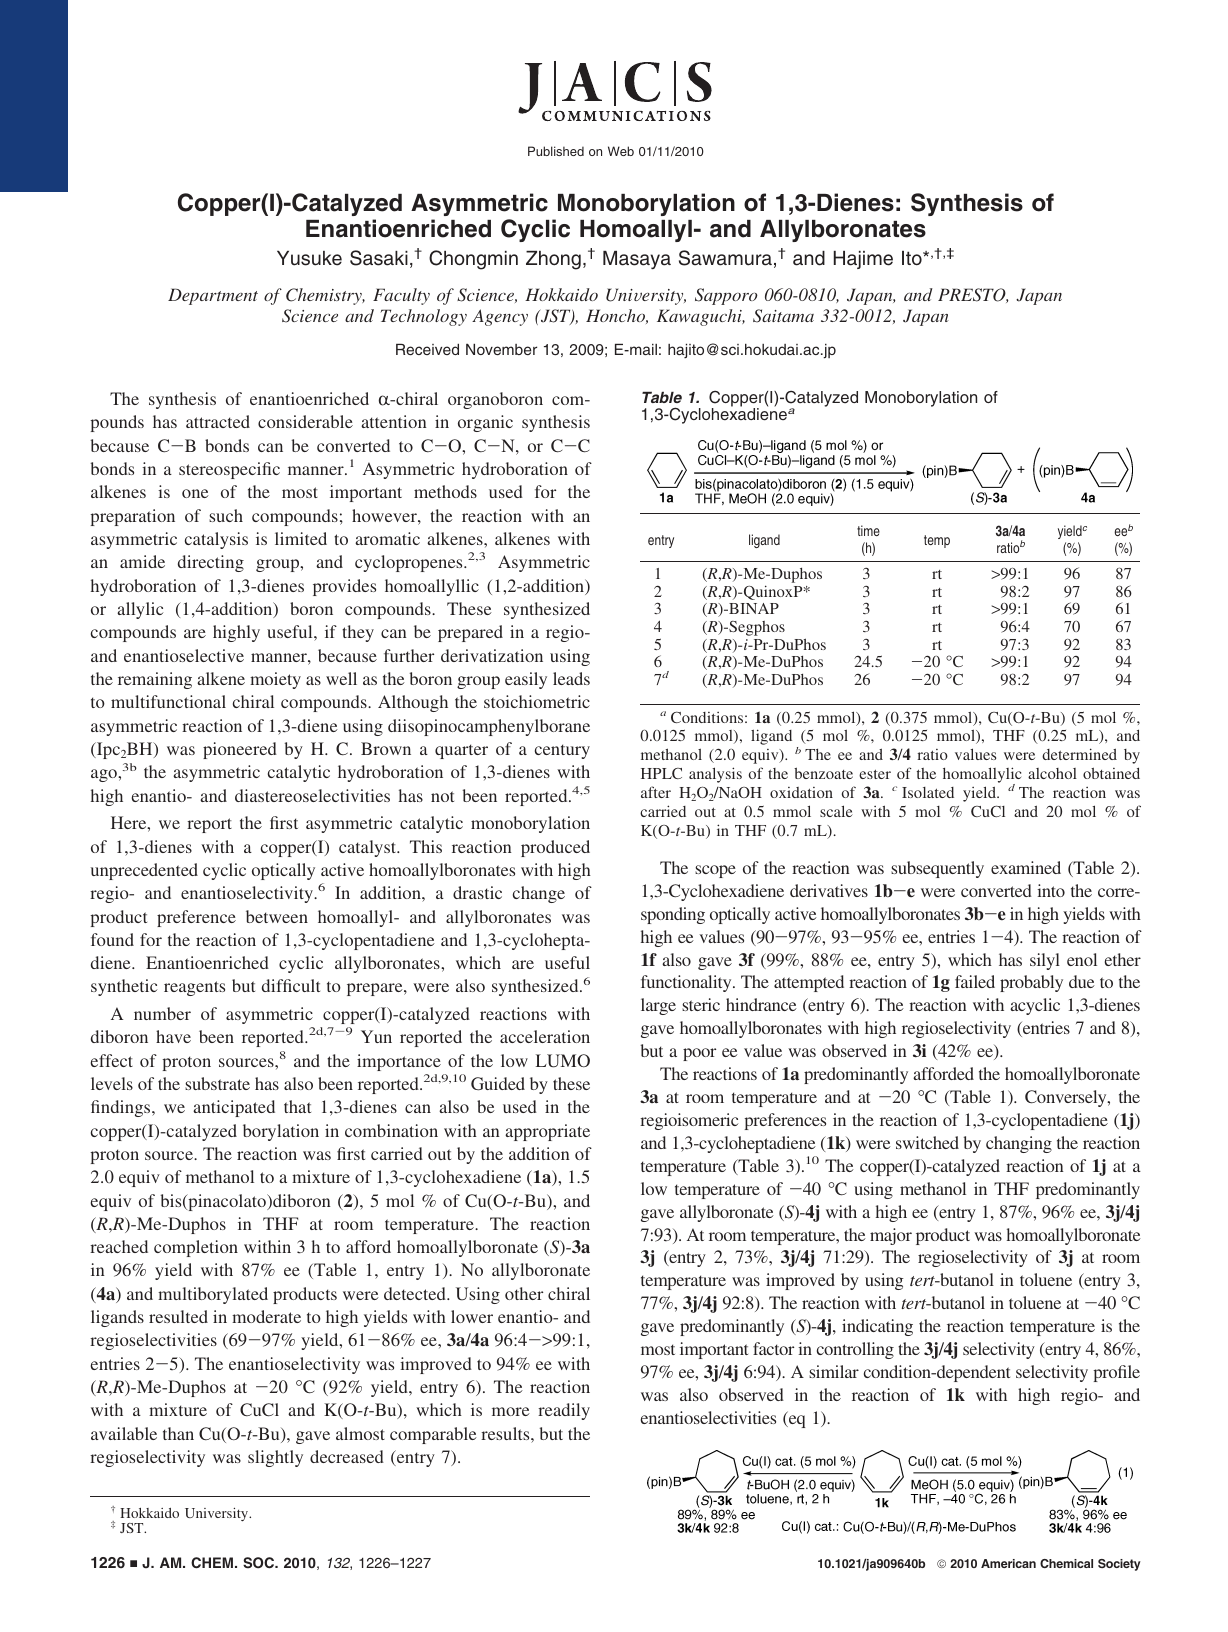 J|A|C|S
COMMUNICATIONS
Published on Web 01/11/2010
Copper(I)-Catalyzed Asymmetric Monoborylation of 1,3-Dienes: Synthesis of
Enantioenriched Cyclic Homoallyl- and Allylboronates
Yusuke Sasaki,† Chongmin Zhong,† Masaya Sawamura,† and Hajime Ito*,†,‡
Department of Chemistry, Faculty of Science, Hokkaido University, Sapporo 060-0810, Japan, and PRESTO, Japan
Science and Technology Agency (JST), Honcho, Kawaguchi, Saitama 332-0012, Japan
Received November 13, 2009; E-mail: hajito@sci.hokudai.ac.jp
The synthesis of enantioenriched α-chiral organoboron com-
pounds has attracted considerable attention in organic synthesis
because C−B bonds can be converted to C−O, C−N, or C−C
bonds in a stereospecific manner.1 Asymmetric hydroboration of
alkenes is one of the most important methods used for the
preparation of such compounds; however, the reaction with an
asymmetric catalysis is limited to aromatic alkenes, alkenes with
an amide directing group, and cyclopropenes.2,3 Asymmetric
hydroboration of 1,3-dienes provides homoallyllic (1,2-addition)
or allylic (1,4-addition) boron compounds. These synthesized
compounds are highly useful, if they can be prepared in a regio-
and enantioselective manner, because further derivatization using
the remaining alkene moiety as well as the boron group easily leads
to multifunctional chiral compounds. Although the stoichiometric
asymmetric reaction of 1,3-diene using diisopinocamphenylborane
(Ipc2BH) was pioneered by H. C. Brown a quarter of a century
ago,3b the asymmetric catalytic hydroboration of 1,3-dienes with
high enantio- and diastereoselectivities has not been reported.4,5
Here, we report the first asymmetric catalytic monoborylation
of 1,3-dienes with a copper(I) catalyst. This reaction produced
unprecedented cyclic optically active homoallylboronates with high
regio- and enantioselectivity.6 In addition, a drastic change of
product preference between homoallyl- and allylboronates was
found for the reaction of 1,3-cyclopentadiene and 1,3-cyclohepta-
diene. Enantioenriched cyclic allylboronates, which are useful
synthetic reagents but difficult to prepare, were also synthesized.6
A number of asymmetric copper(I)-catalyzed reactions with
diboron have been reported.2d,7−9 Yun reported the acceleration
effect of proton sources,8 and the importance of the low LUMO
levels of the substrate has also been reported.2d,9,10 Guided by these
findings, we anticipated that 1,3-dienes can also be used in the
copper(I)-catalyzed borylation in combination with an appropriate
proton source. The reaction was first carried out by the addition of
2.0 equiv of methanol to a mixture of 1,3-cyclohexadiene (1a), 1.5
equiv of bis(pinacolato)diboron (2), 5 mol % of Cu(O-t-Bu), and
(R,R)-Me-Duphos in THF at room temperature. The reaction
reached completion within 3 h to afford homoallylboronate (S)-3a
in 96% yield with 87% ee (Table 1, entry 1). No allylboronate
(4a) and multiborylated products were detected. Using other chiral
ligands resulted in moderate to high yields with lower enantio- and
regioselectivities (69−97% yield, 61−86% ee, 3a/4a 96:4−>99:1,
entries 2−5). The enantioselectivity was improved to 94% ee with
(R,R)-Me-Duphos at −20 °C (92% yield, entry 6). The reaction
with a mixture of CuCl and K(O-t-Bu), which is more readily
available than Cu(O-t-Bu), gave almost comparable results, but the
regioselectivity was slightly decreased (entry 7).
† Hokkaido University.
‡ JST.
Table 1. Copper(I)-Catalyzed Monoborylation of
1,3-Cyclohexadienea
Cu(O-t-Bu)–ligand (5 mol %) or
CuCl–K(O-t-Bu)–ligand (5 mol %)
bis(pinacolato)diboron (2) (1.5 equiv)
THF, MeOH (2.0 equiv)
1a (pin)B (S)-3a + (pin)B 4a
entry ligand time (h) temp 3a/4a ratiob yieldc (%) eeb (%)
1 (R,R)-Me-Duphos 3 rt >99:1 96 87
2 (R,R)-QuinoxP* 3 rt 98:2 97 86
3 (R)-BINAP 3 rt >99:1 69 61
4 (R)-Segphos 3 rt 96:4 70 67
5 (R,R)-i-Pr-DuPhos 3 rt 97:3 92 83
6 (R,R)-Me-DuPhos 24.5 −20 °C >99:1 92 94
7d (R,R)-Me-DuPhos 26 −20 °C 98:2 97 94
a Conditions: 1a (0.25 mmol), 2 (0.375 mmol), Cu(O-t-Bu) (5 mol %,
0.0125 mmol), ligand (5 mol %, 0.0125 mmol), THF (0.25 mL), and
methanol (2.0 equiv). b The ee and 3/4 ratio values were determined by
HPLC analysis of the benzoate ester of the homoallylic alcohol obtained
after H2O2/NaOH oxidation of 3a. c Isolated yield. d The reaction was
carried out at 0.5 mmol scale with 5 mol % CuCl and 20 mol % of
K(O-t-Bu) in THF (0.7 mL).
The scope of the reaction was subsequently examined (Table 2).
1,3-Cyclohexadiene derivatives 1b−e were converted into the corre-
sponding optically active homoallylboronates 3b−e in high yields with
high ee values (90−97%, 93−95% ee, entries 1−4). The reaction of
1f also gave 3f (99%, 88% ee, entry 5), which has silyl enol ether
functionality. The attempted reaction of 1g failed probably due to the
large steric hindrance (entry 6). The reaction with acyclic 1,3-dienes
gave homoallylboronates with high regioselectivity (entries 7 and 8),
but a poor ee value was observed in 3i (42% ee).
The reactions of 1a predominantly afforded the homoallylboronate
3a at room temperature and at −20 °C (Table 1). Conversely, the
regioisomeric preferences in the reaction of 1,3-cyclopentadiene (1j)
and 1,3-cycloheptadiene (1k) were switched by changing the reaction
temperature (Table 3).10 The copper(I)-catalyzed reaction of 1j at a
low temperature of −40 °C using methanol in THF predominantly
gave allylboronate (S)-4j with a high ee (entry 1, 87%, 96% ee, 3j/4j
7:93). At room temperature, the major product was homoallylboronate
3j (entry 2, 73%, 3j/4j 71:29). The regioselectivity of 3j at room
temperature was improved by using tert-butanol in toluene (entry 3,
77%, 3j/4j 92:8). The reaction with tert-butanol in toluene at −40 °C
gave predominantly (S)-4j, indicating the reaction temperature is the
most important factor in controlling the 3j/4j selectivity (entry 4, 86%,
97% ee, 3j/4j 6:94). A similar condition-dependent selectivity profile
was also observed in the reaction of 1k with high regio- and
enantioselectivities (eq 1).
(pin)B Cu(I) cat. (5 mol %) Cu(I) cat. (5 mol %) (pin)B (1)
t-BuOH (2.0 equiv) MeOH (5.0 equiv)
(S)-3k toluene, rt, 2 h 1k THF, –40 °C, 26 h (S)-4k
89%, 89% ee 83%, 96% ee
3k/4k 92:8 Cu(I) cat.: Cu(O-t-Bu)/(R,R)-Me-DuPhos 3k/4k 4:96
1226 ■ J. AM. CHEM. SOC. 2010, 132, 1226–1227
10.1021/ja909640b © 2010 American Chemical Society